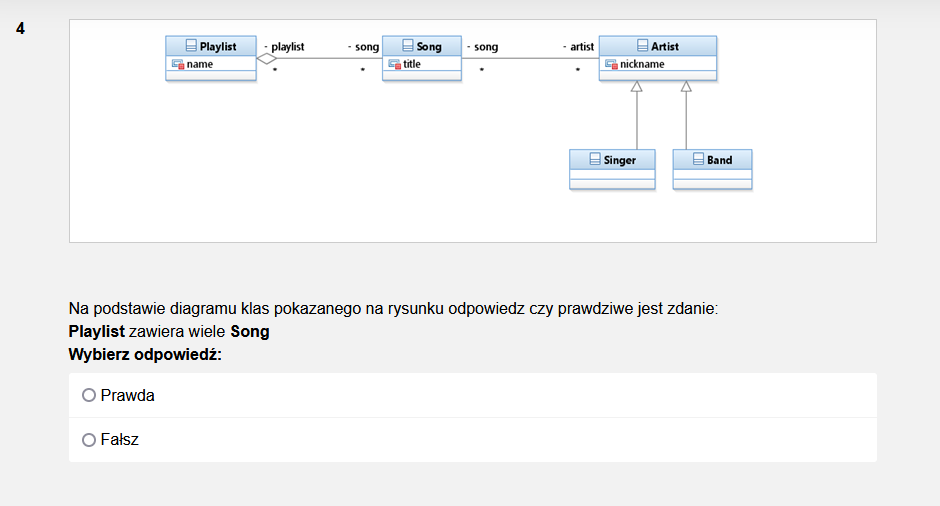 4
Playlist - playlist - song Song - song - artist Artist
name * * title * * nickname
Singer Band
Na podstawie diagramu klas pokazanego na rysunku odpowiedz czy prawdziwe jest zdanie:
Playlist zawiera wiele Song
Wybierz odpowiedź:
Prawda
Fałsz